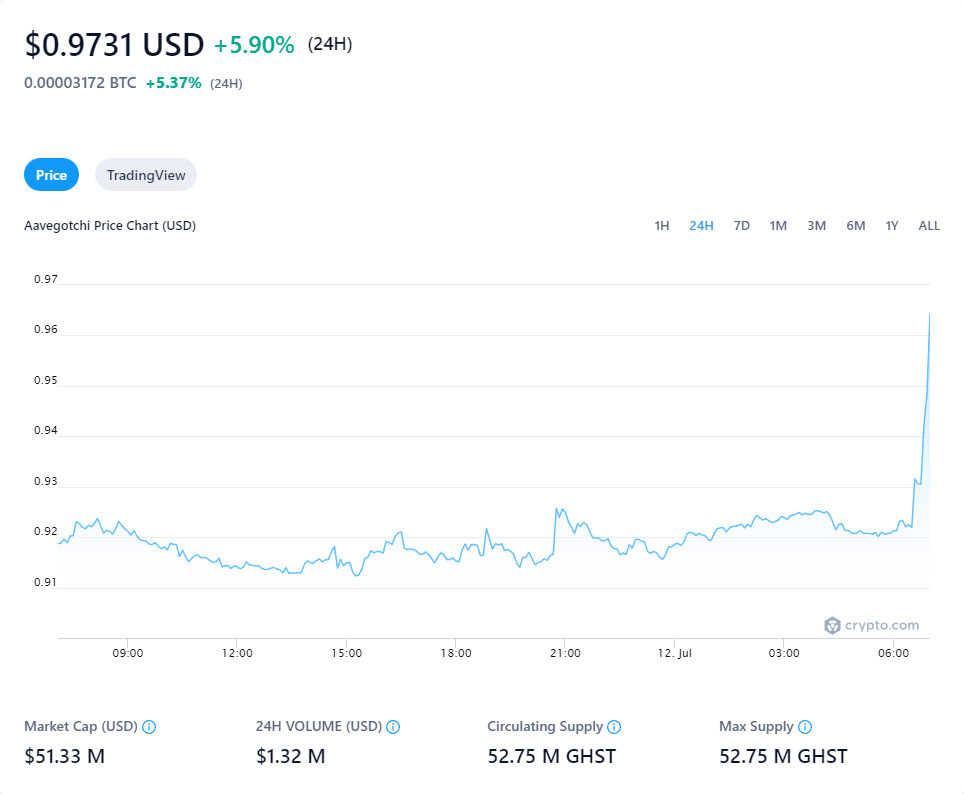 $0.9731 USD +5.90% (24H)
0.00003172 BTC +5.37% (24H)
Price TradingView
Aavegotchi Price Chart (USD) 1H 24H 7D 1M 3M 6M 1Y ALL
0.97
0.96
0.95
0.94
0.93
0.92
0.91
crypto.com
09:00 12:00 15:00 18:00 21:00 12. Jul 03:00 06:00
Market Cap (USD) 24H VOLUME (USD) Circulating Supply Max Supply
$51.33 M $1.32 M 52.75 M GHST 52.75 M GHST